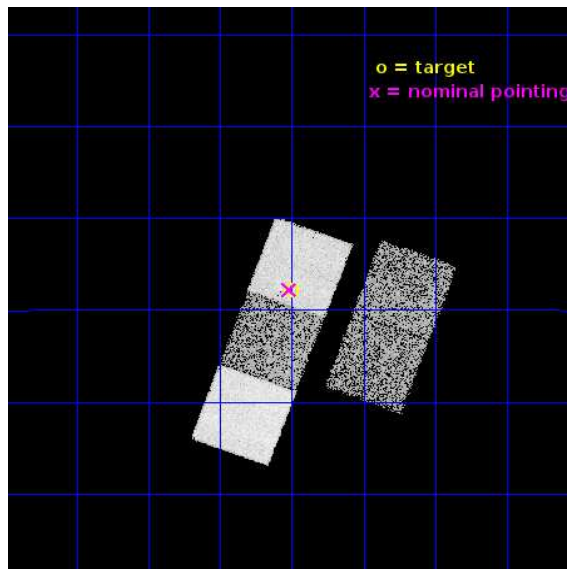 o = target
x = nominal pointing